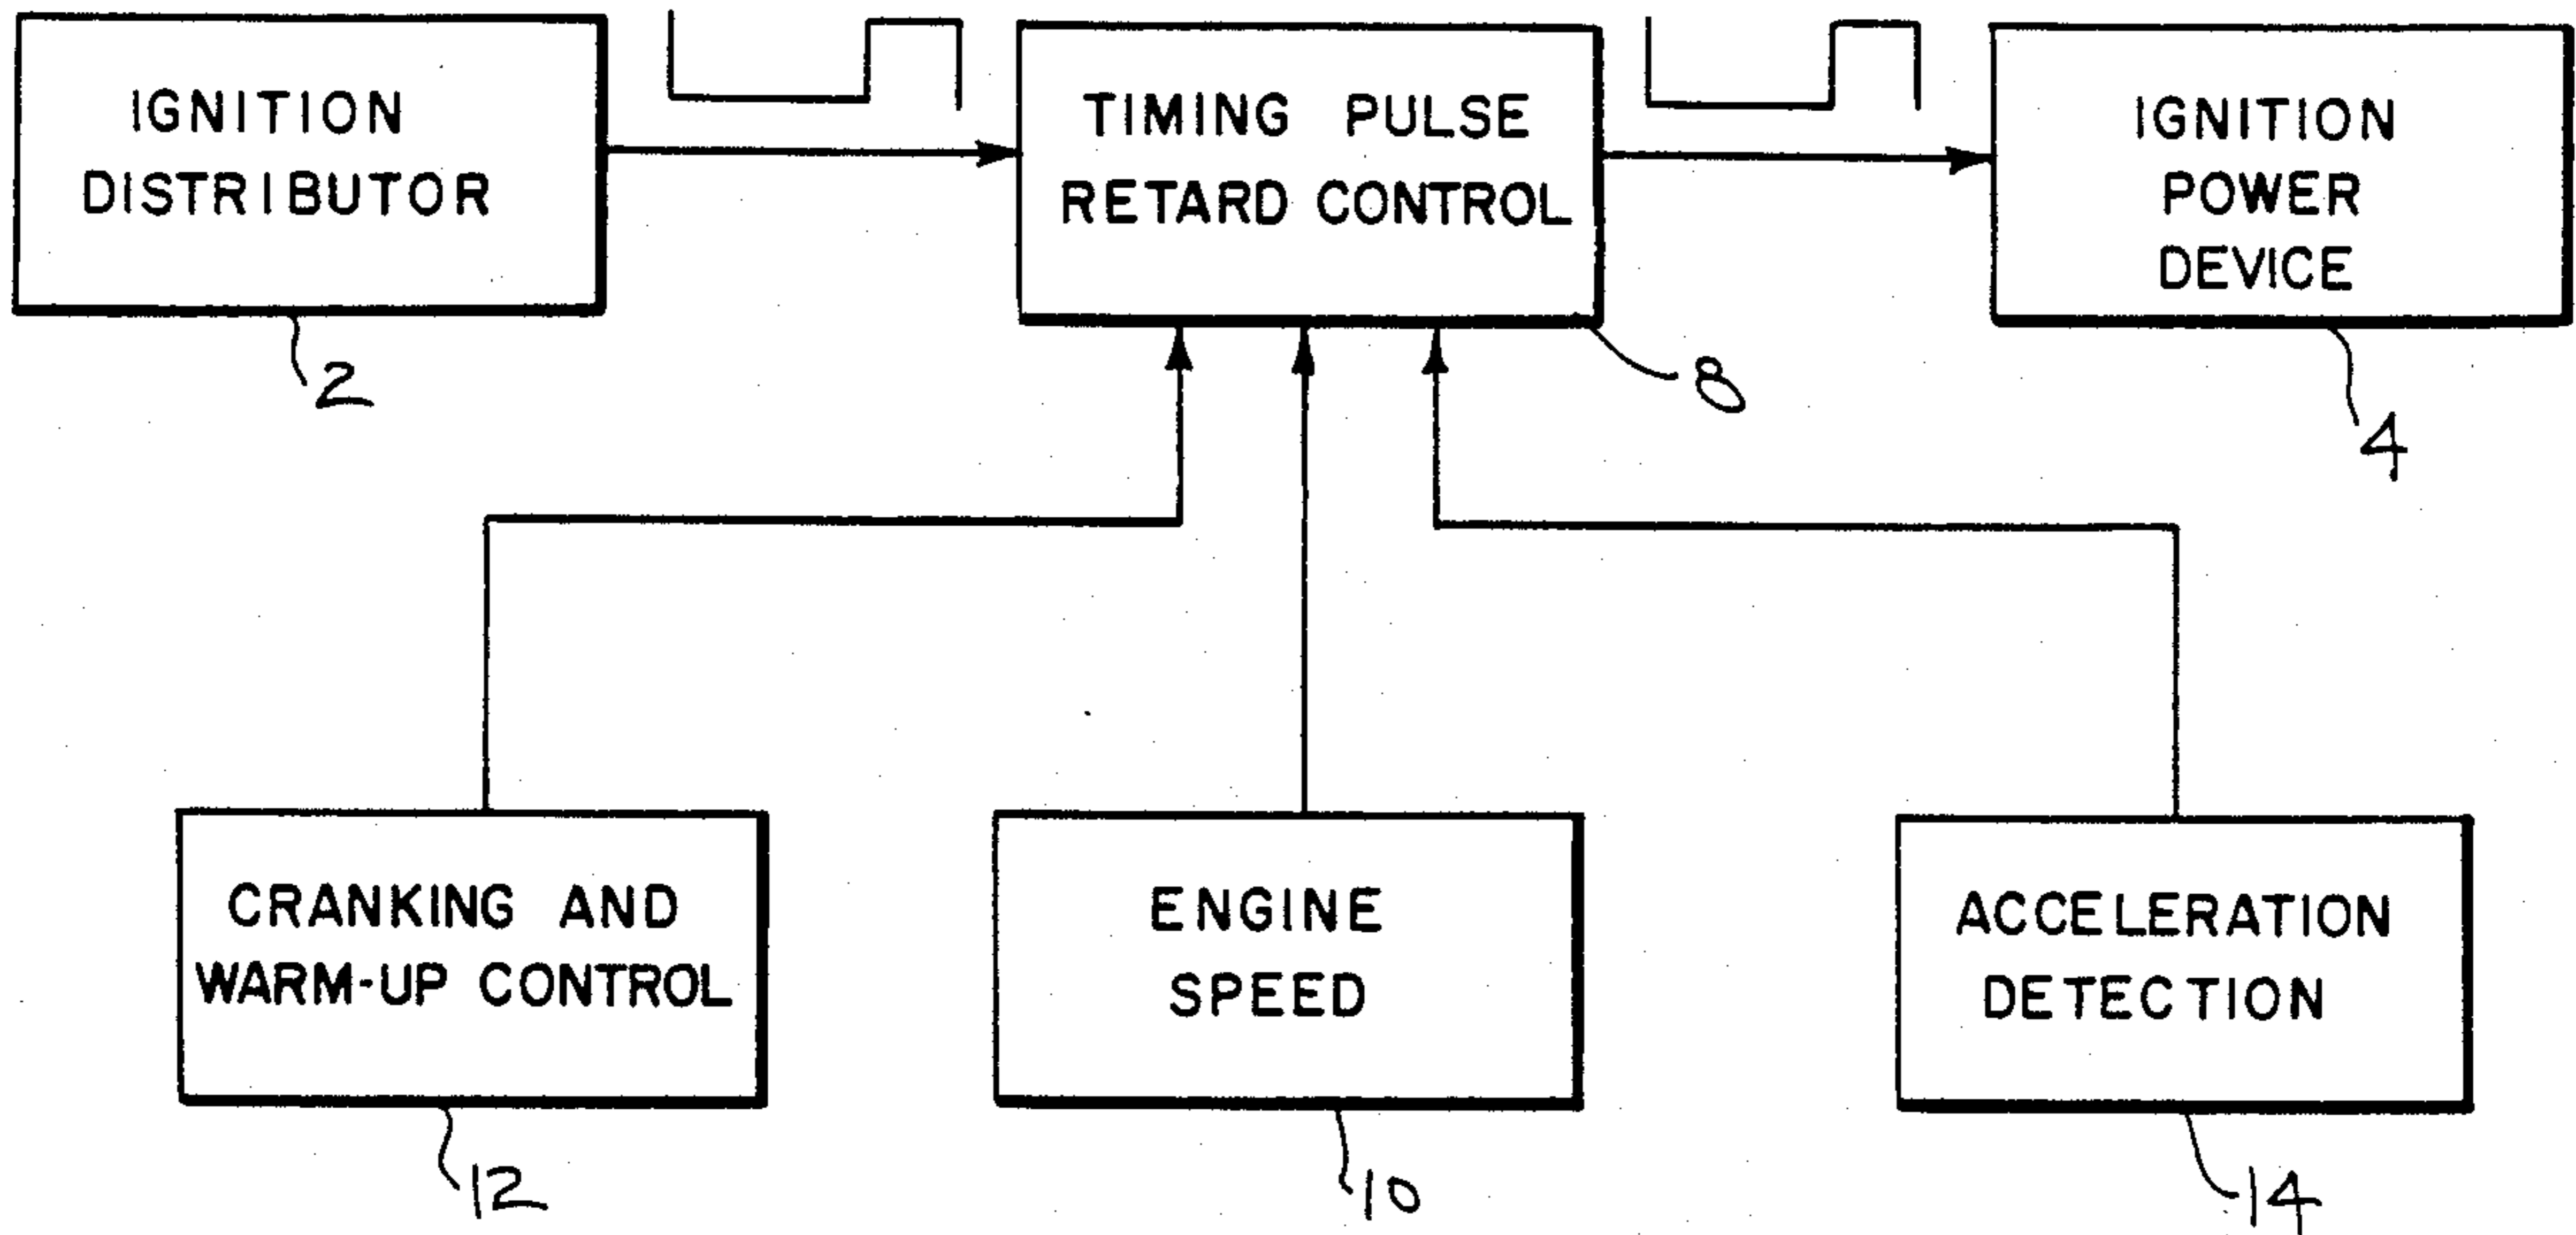 IGNITION
DISTRIBUTOR
TIMING PULSE
RETARD CONTROL
IGNITION
POWER
DEVICE
2
8
4
CRANKING AND
WARM-UP CONTROL
ENGINE
SPEED
ACCELERATION
DETECTION
12
10
14